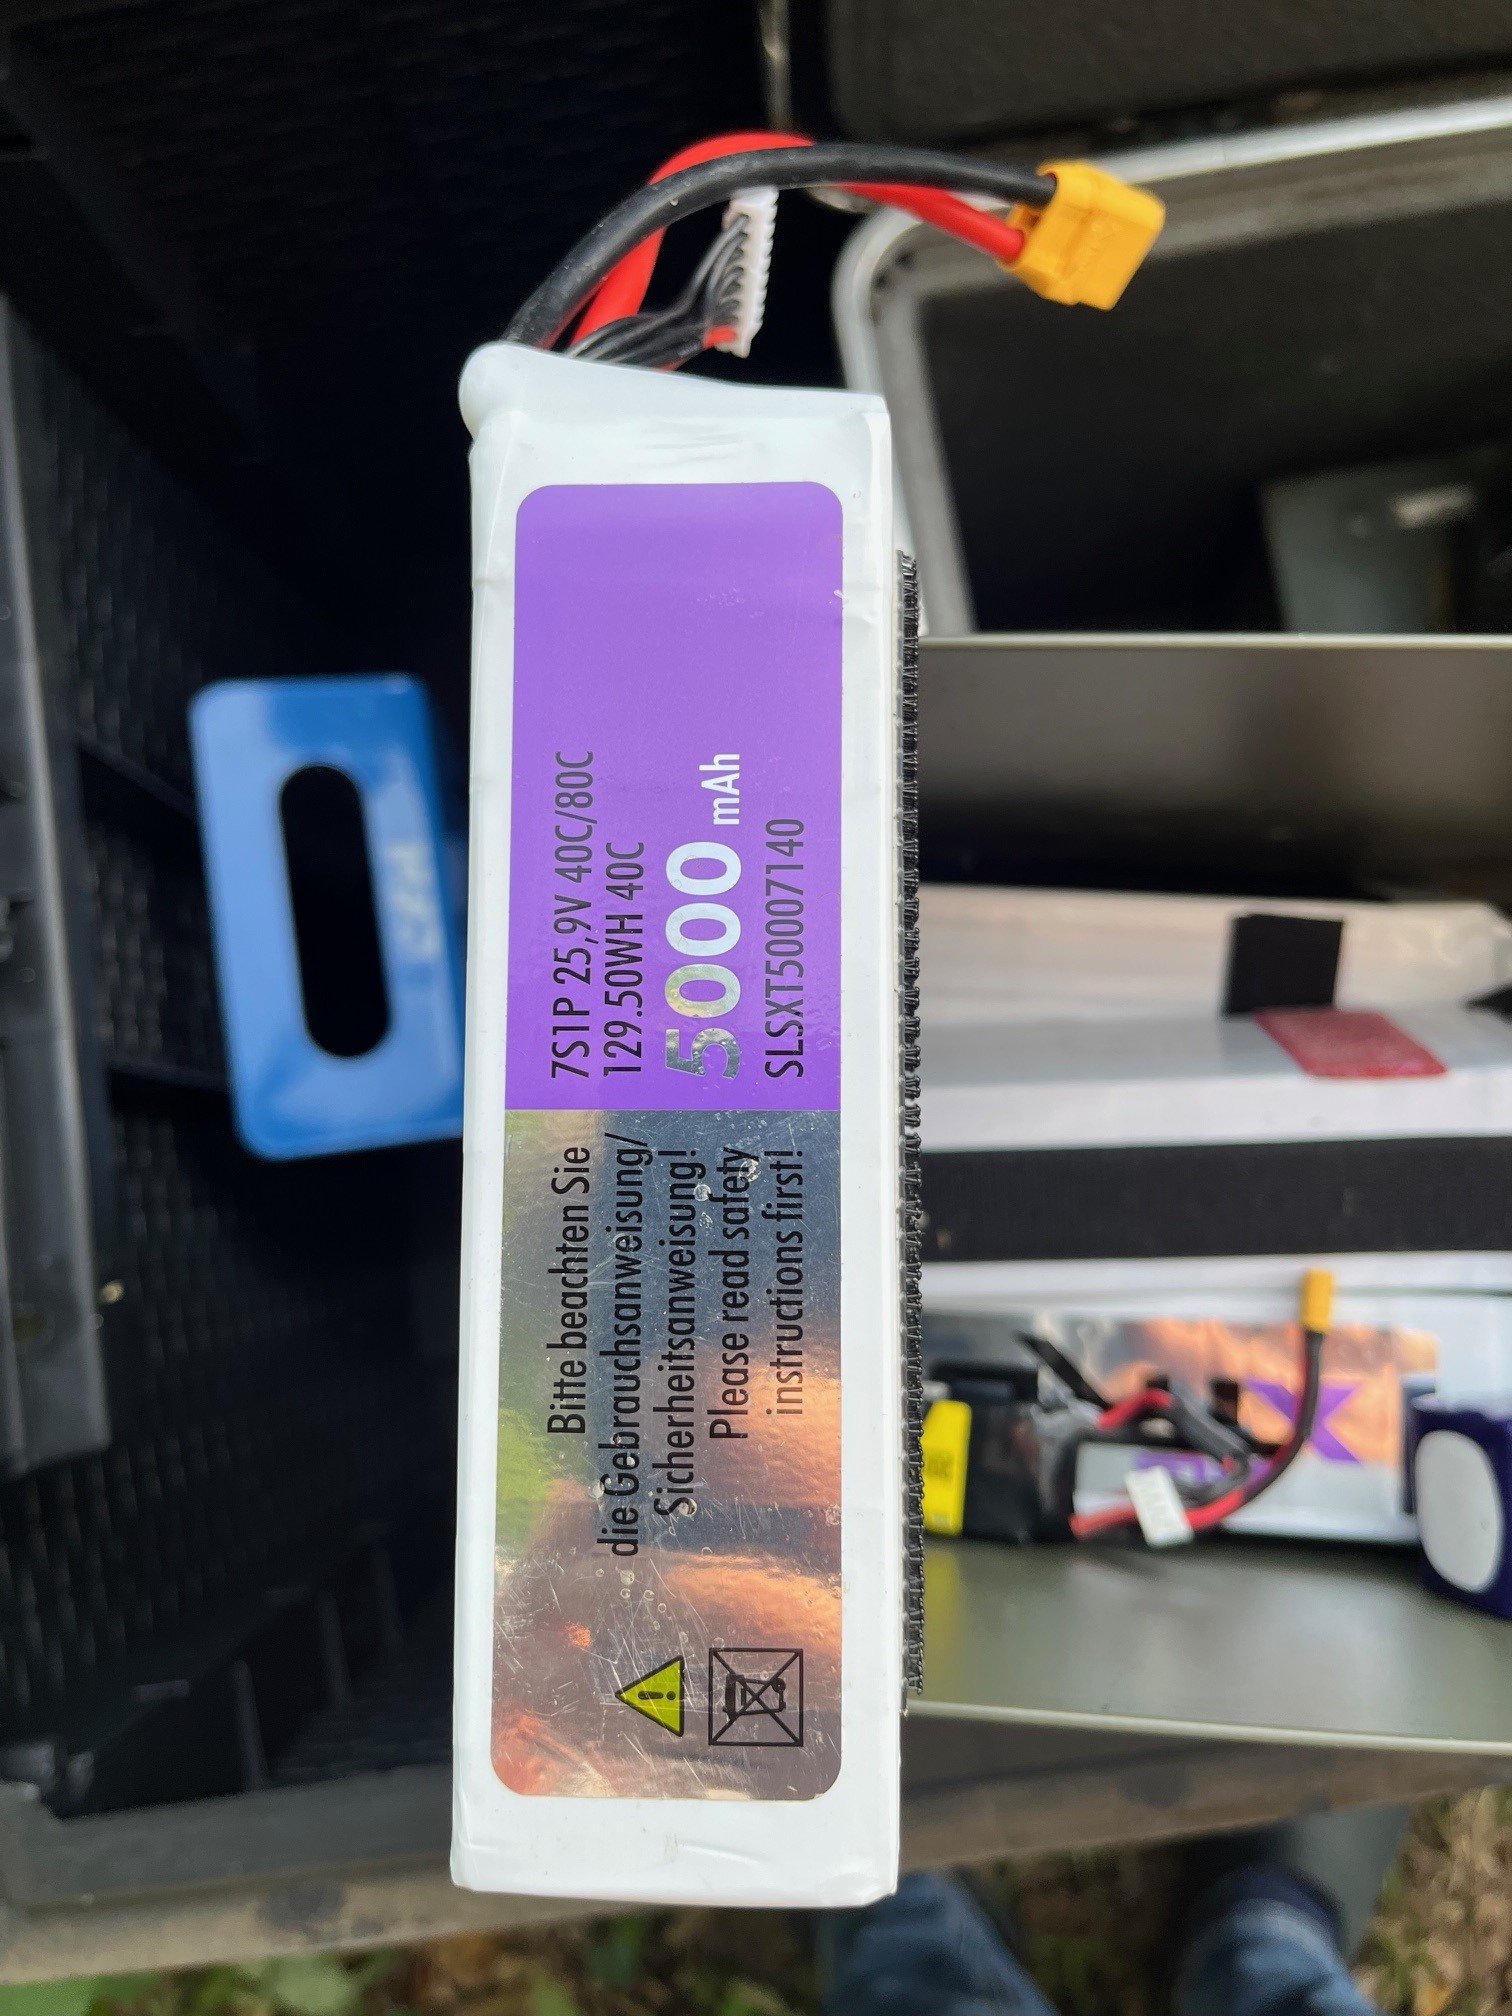 7S1P 25,9V 40C/80C
129.50WH 40C
5000 mAh
SLSXT50007140
Bitte beachten Sie
die Gebrauchsanweisung/
Sicherheitsanweisung!
Please read safety
instructions first!